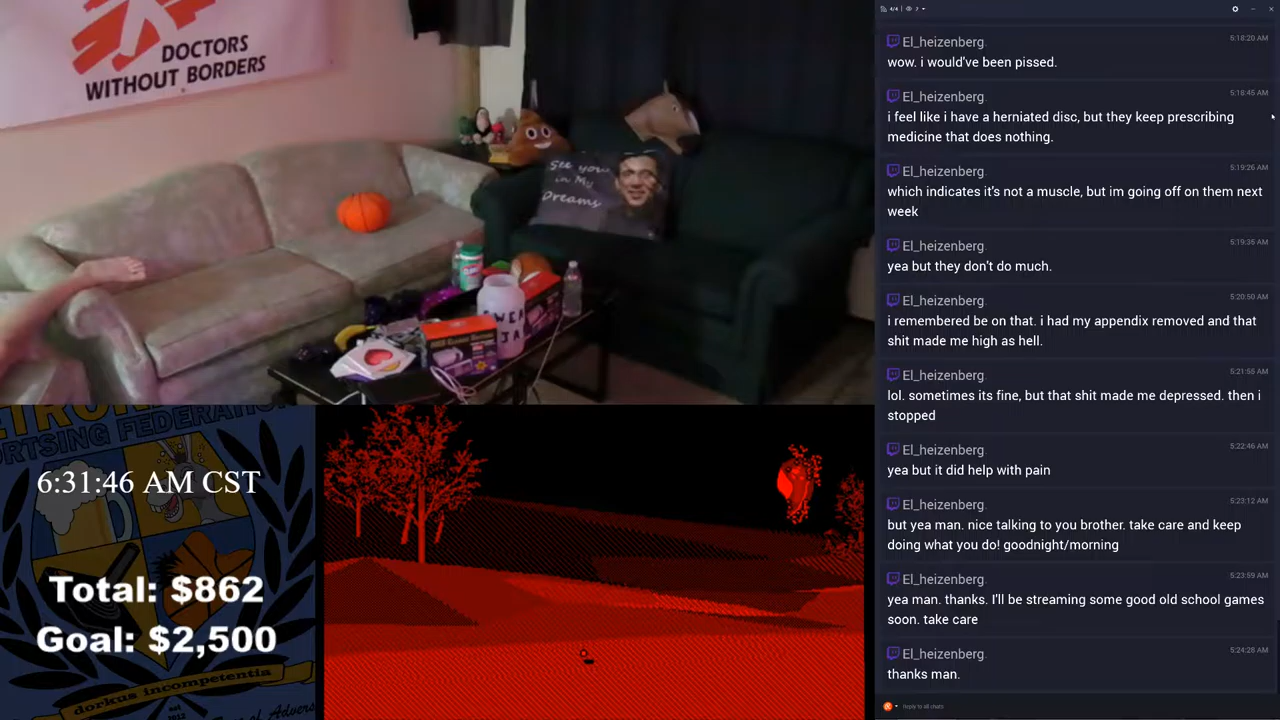 DOCTORS
WITHOUT BORDERS
See you
in My
Dreams
6:31:46 AM CST
Total: $862
Goal: $2,500
dorkus incompetentia
4/4
El_heizenberg
5:18:20 AM
wow. i would've been pissed.
El_heizenberg
5:18:45 AM
i feel like i have a herniated disc, but they keep prescribing
medicine that does nothing.
El_heizenberg
5:19:26 AM
which indicates it's not a muscle, but im going off on them next
week
El_heizenberg
5:19:36 AM
yea but they don't do much.
El_heizenberg
5:20:50 AM
i remembered be on that. i had my appendix removed and that
shit made me high as hell.
El_heizenberg
5:21:55 AM
lol. sometimes its fine, but that shit made me depressed. then i
stopped
El_heizenberg
5:22:46 AM
yea but it did help with pain
El_heizenberg
5:23:12 AM
but yea man. nice talking to you brother. take care and keep
doing what you do! goodnight/morning
El_heizenberg
5:23:59 AM
yea man. thanks. I'll be streaming some good old school games
soon. take care
El_heizenberg
5:24:28 AM
thanks man.
Reply to all chats